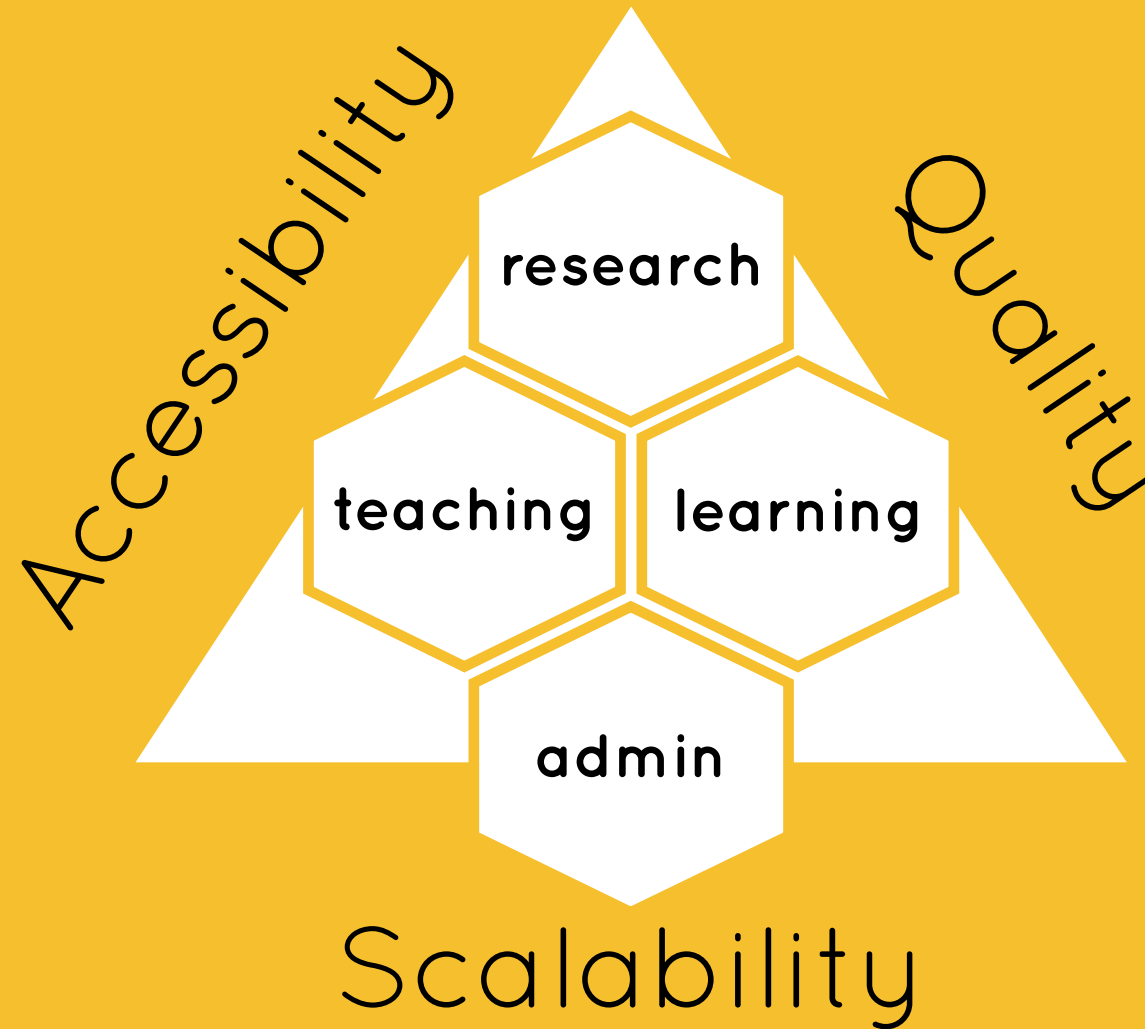 Accessibility
Quality
research
teaching
learning
admin
Scalability